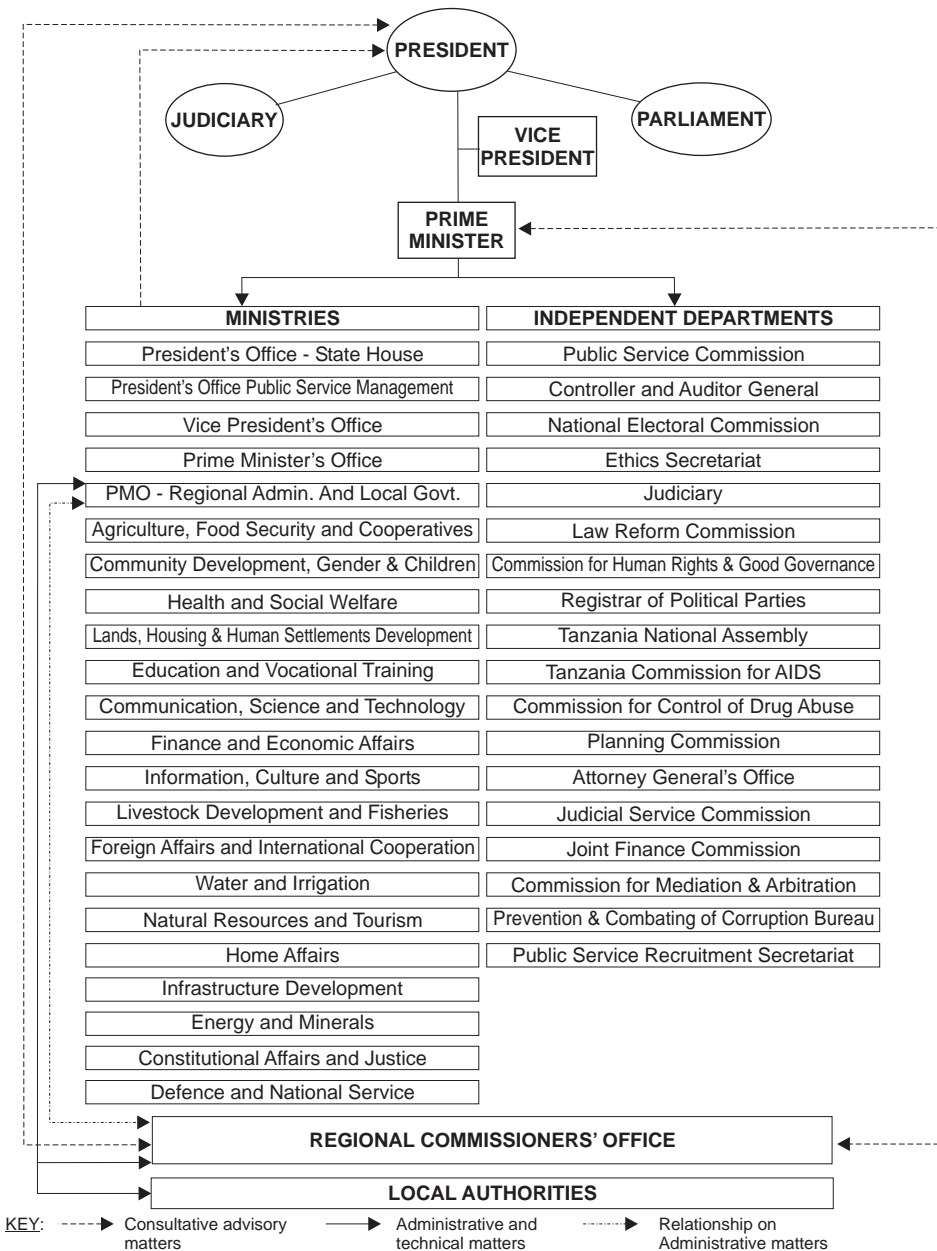 PRESIDENT
JUDICIARY
PARLIAMENT
VICE
PRESIDENT
PRIME
MINISTER
MINISTRIES
President's Office - State House
President's Office Public Service Management
Vice President's Office
Prime Minister's Office
PMO - Regional Admin. And Local Govt.
Agriculture, Food Security and Cooperatives
Community Development, Gender & Children
Health and Social Welfare
Lands, Housing & Human Settlements Development
Education and Vocational Training
Communication, Science and Technology
Finance and Economic Affairs
Information, Culture and Sports
Livestock Development and Fisheries
Foreign Affairs and International Cooperation
Water and Irrigation
Natural Resources and Tourism
Home Affairs
Infrastructure Development
Energy and Minerals
Constitutional Affairs and Justice
Defence and National Service
INDEPENDENT DEPARTMENTS
Public Service Commission
Controller and Auditor General
National Electoral Commission
Ethics Secretariat
Judiciary
Law Reform Commission
Commission for Human Rights & Good Governance
Registrar of Political Parties
Tanzania National Assembly
Tanzania Commission for AIDS
Commission for Control of Drug Abuse
Planning Commission
Attorney General's Office
Judicial Service Commission
Joint Finance Commission
Commission for Mediation & Arbitration
Prevention & Combating of Corruption Bureau
Public Service Recruitment Secretariat
REGIONAL COMMISSIONERS' OFFICE
LOCAL AUTHORITIES
KEY:
Consultative advisory
matters
Administrative and
technical matters
Relationship on
Administrative matters